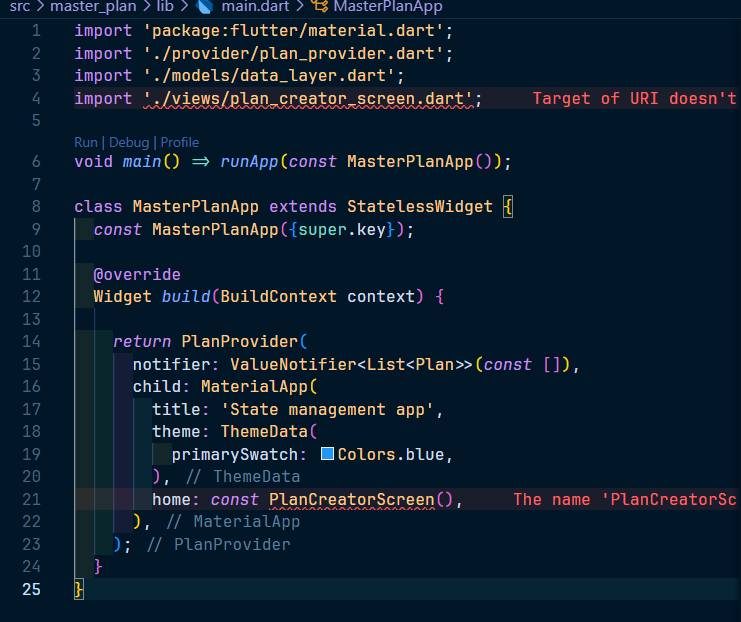 src > master_plan > lib > main.dart > MasterPlanApp
1 import 'package:flutter/material.dart';
2 import './provider/plan_provider.dart';
3 import './models/data_layer.dart';
4 import './views/plan_creator_screen.dart'; Target of URI doesn't
5
Run | Debug | Profile
6 void main() => runApp(const MasterPlanApp());
7
8 class MasterPlanApp extends StatelessWidget {
9 const MasterPlanApp({super.key});
10
11 @override
12 Widget build(BuildContext context) {
13
14 return PlanProvider(
15 notifier: ValueNotifier<List<Plan>>(const []),
16 child: MaterialApp(
17 title: 'State management app',
18 theme: ThemeData(
19 primarySwatch: Colors.blue,
20 ), // ThemeData
21 home: const PlanCreatorScreen(), The name 'PlanCreatorSc
22 ), // MaterialApp
23 ); // PlanProvider
24 }
25 }